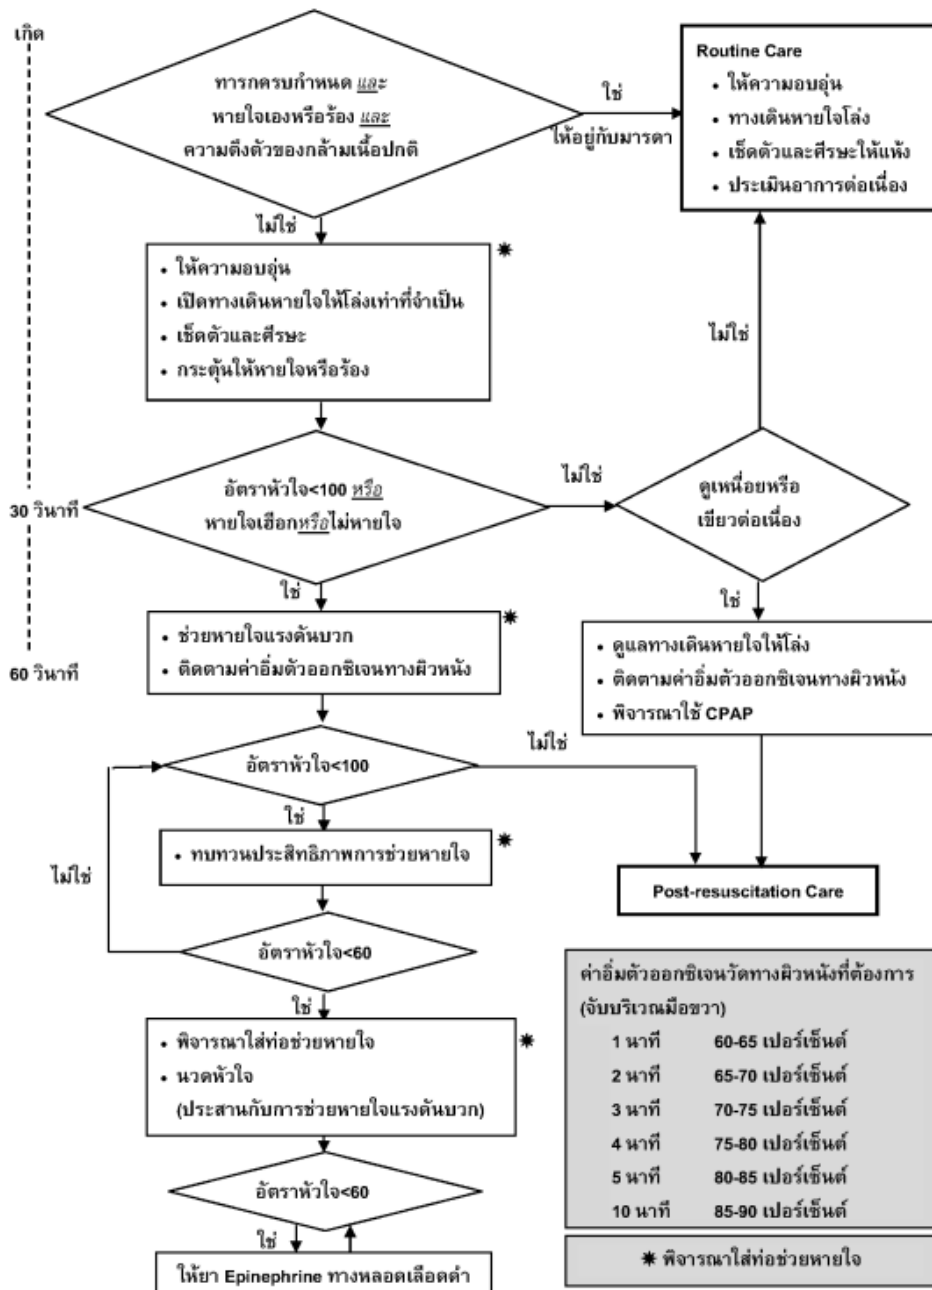 เกิด
ทารกครบกำหนด และ
หายใจเองหรือร้อง และ
ความตึงตัวของกล้ามเนื้อปกติ
ใช่
ให้อยู่กับมารดา
Routine Care
• ให้ความอบอุ่น
• ทางเดินหายใจโล่ง
• เช็ดตัวและศีรษะให้แห้ง
• ประเมินอาการต่อเนื่อง
ไม่ใช่
• ให้ความอบอุ่น
• เปิดทางเดินหายใจให้โล่งเท่าที่จำเป็น
• เช็ดตัวและศีรษะ
• กระตุ้นให้หายใจหรือร้อง
✷
ไม่ใช่
30 วินาที
อัตราหัวใจ<100 หรือ
หายใจเฮือกหรือไม่หายใจ
ไม่ใช่
ดูเหนื่อยหรือ
เขียวต่อเนื่อง
ใช่
ใช่
60 วินาที
• ช่วยหายใจแรงดันบวก
• ติดตามค่าอิ่มตัวออกซิเจนทางผิวหนัง
✷
• ดูแลทางเดินหายใจให้โล่ง
• ติดตามค่าอิ่มตัวออกซิเจนทางผิวหนัง
• พิจารณาใช้ CPAP
อัตราหัวใจ<100
ไม่ใช่
ใช่
• ทบทวนประสิทธิภาพการช่วยหายใจ
✷
ไม่ใช่
Post-resuscitation Care
อัตราหัวใจ<60
ใช่
• พิจารณาใส่ท่อช่วยหายใจ
• นวดหัวใจ
(ประสานกับการช่วยหายใจแรงดันบวก)
✷
อัตราหัวใจ<60
ใช่
ให้ยา Epinephrine ทางหลอดเลือดดำ
ค่าอิ่มตัวออกซิเจนวัดทางผิวหนังที่ต้องการ
(จับบริเวณมือขวา)
1 นาที 60-65 เปอร์เซ็นต์
2 นาที 65-70 เปอร์เซ็นต์
3 นาที 70-75 เปอร์เซ็นต์
4 นาที 75-80 เปอร์เซ็นต์
5 นาที 80-85 เปอร์เซ็นต์
10 นาที 85-90 เปอร์เซ็นต์
✷ พิจารณาใส่ท่อช่วยหายใจ